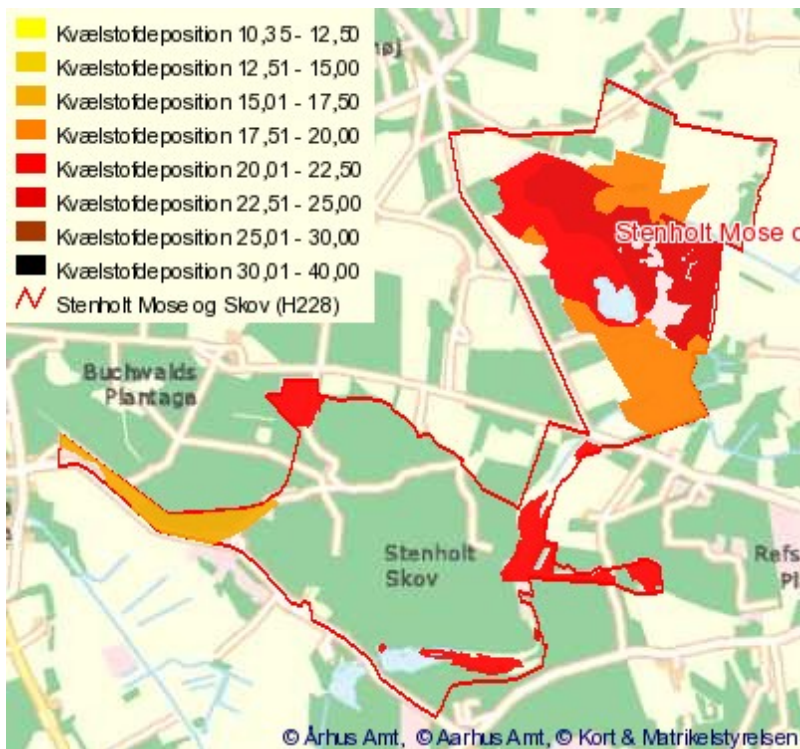 Kvælstofdeposition 10,35 - 12,50
Kvælstofdeposition 12,51 - 15,00
Kvælstofdeposition 15,01 - 17,50
Kvælstofdeposition 17,51 - 20,00
Kvælstofdeposition 20,01 - 22,50
Kvælstofdeposition 22,51 - 25,00
Kvælstofdeposition 25,01 - 30,00
Kvælstofdeposition 30,01 - 40,00
Stenholt Mose og Skov (H228)
Stenholt Mose o
Buchwalds
Plantage
Stenholt
Skov
Refs
Pl
© Århus Amt, © Aarhus Amt, © Kort & Matrikelstyrelsen